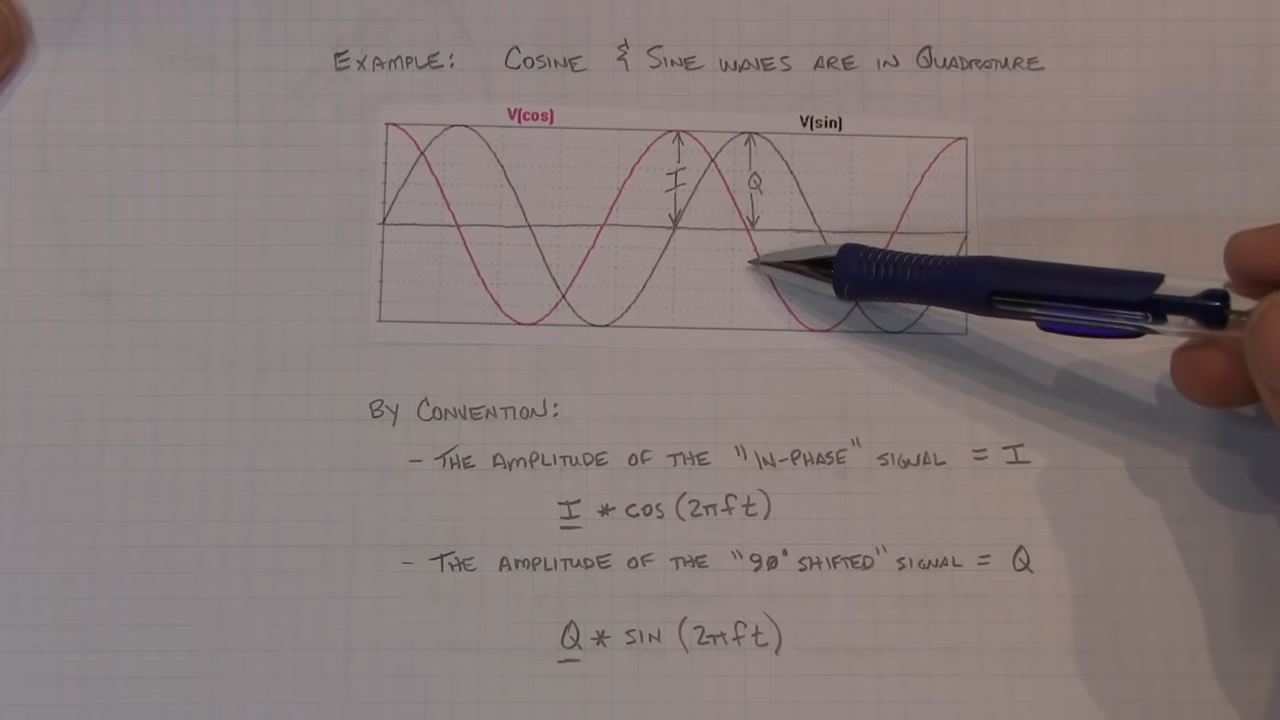 EXAMPLE: COSINE & SINE WAVES ARE IN QUADRATURE
V(cos) V(sin)
I Q
BY CONVENTION:
- THE AMPLITUDE OF THE "IN-PHASE" SIGNAL = I
I * COS (2πft)
- THE AMPLITUDE OF THE "90° SHIFTED" SIGNAL = Q
Q * SIN (2πft)